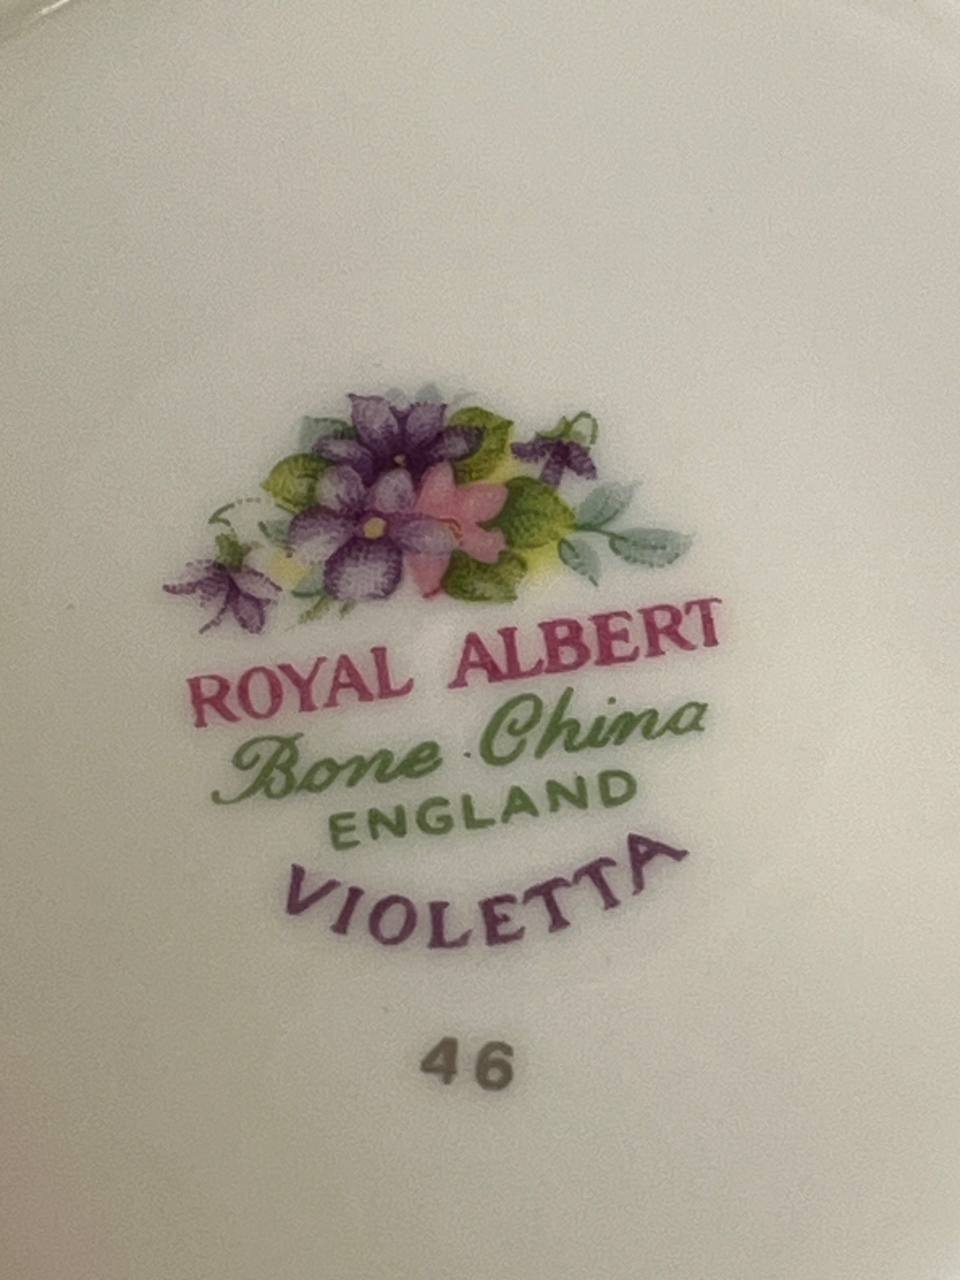 ROYAL ALBERT
Bone China
ENGLAND
VIOLETTA
46